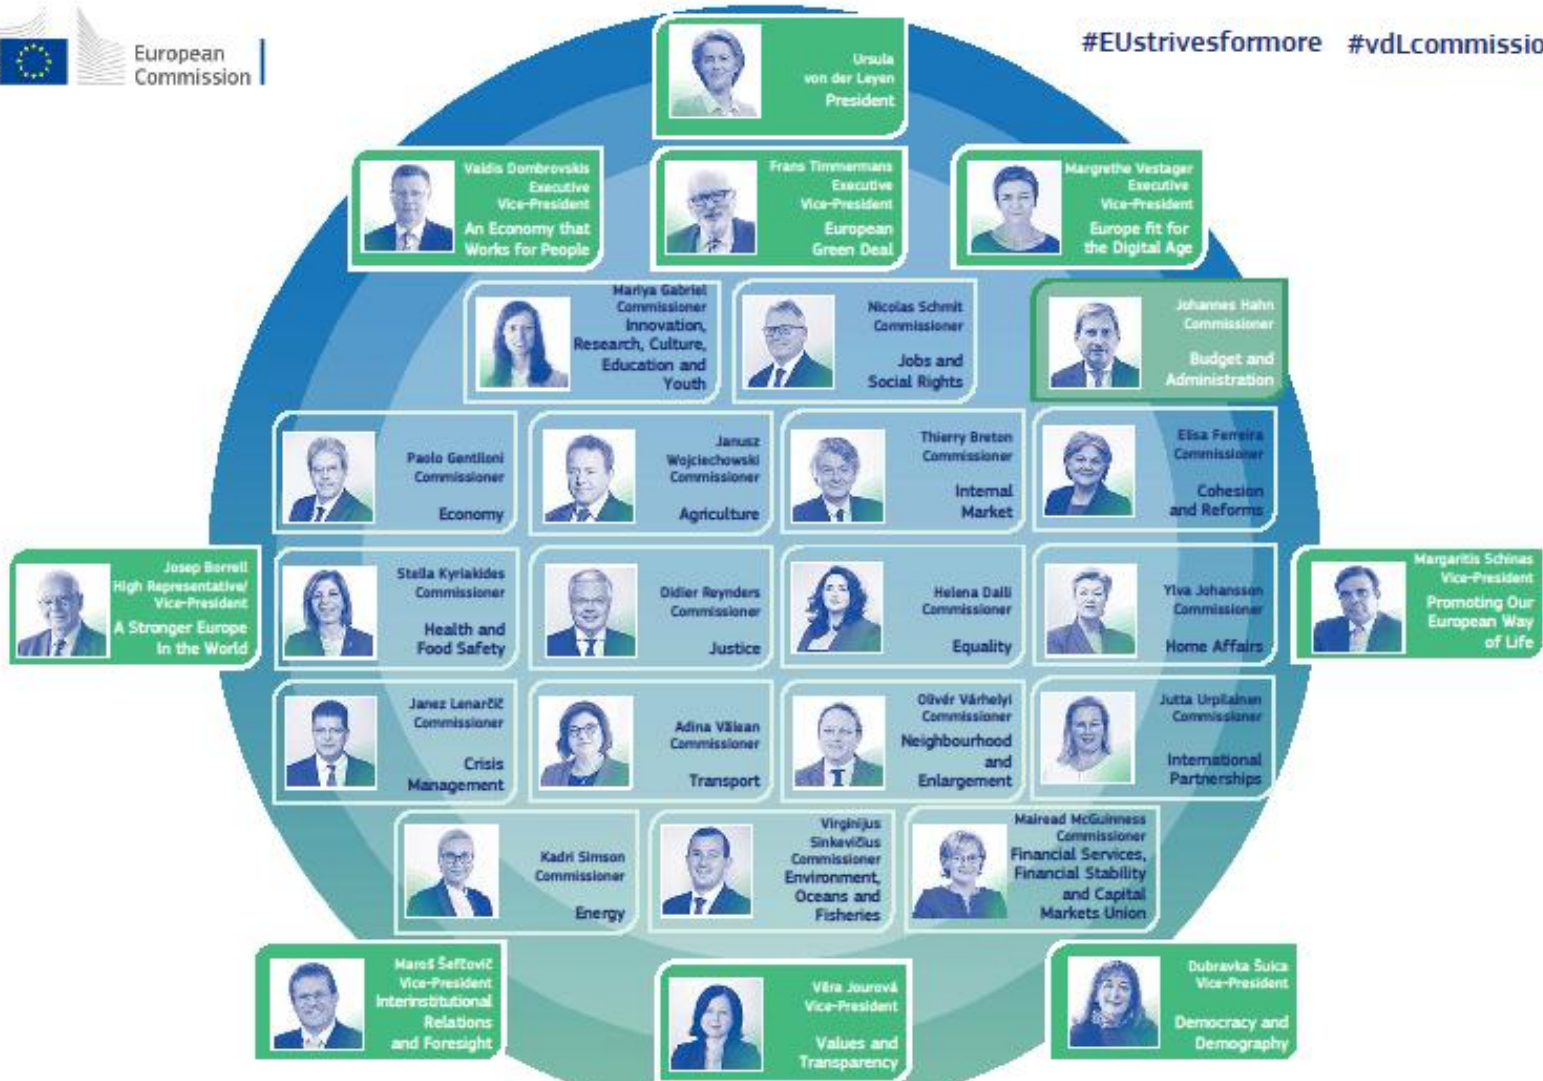 European
Commission
#EUstrivesformore #vdLcommissio
Ursula
von der Leyen
President
Valdis Dombrovskis
Executive
Vice-President
An Economy that
Works for People
Frans Timmermans
Executive
Vice-President
European
Green Deal
Margrethe Vestager
Executive
Vice-President
Europe fit for
the Digital Age
Mariya Gabriel
Commissioner
Innovation,
Research, Culture,
Education and
Youth
Nicolas Schmit
Commissioner
Jobs and
Social Rights
Johannes Hahn
Commissioner
Budget and
Administration
Paolo Gentiloni
Commissioner
Economy
Janusz
Wojciechowski
Commissioner
Agriculture
Thierry Breton
Commissioner
Internal
Market
Elisa Ferreira
Commissioner
Cohesion
and Reforms
Josep Borrell
High Representative/
Vice-President
A Stronger Europe
in the World
Stella Kyriakides
Commissioner
Health and
Food Safety
Didier Reynders
Commissioner
Justice
Helena Dalli
Commissioner
Equality
Ylva Johansson
Commissioner
Home Affairs
Margaritis Schinas
Vice-President
Promoting Our
European Way
of Life
Janez Lenarčič
Commissioner
Crisis
Management
Adina Vălean
Commissioner
Transport
Olivér Várhelyi
Commissioner
Neighbourhood
and
Enlargement
Jutta Urpilainen
Commissioner
International
Partnerships
Kadri Simson
Commissioner
Energy
Virginijus
Sinkevičius
Commissioner
Environment,
Oceans and
Fisheries
Mairead McGuinness
Commissioner
Financial Services,
Financial Stability
and Capital
Markets Union
Maroš Šefčovič
Vice-President
Interinstitutional
Relations
and Foresight
Věra Jourová
Vice-President
Values and
Transparency
Dubravka Šuica
Vice-President
Democracy and
Demography